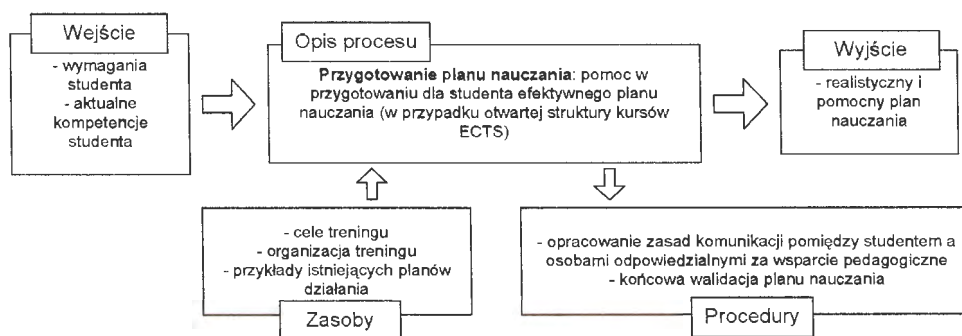 Wejście
- wymagania
studenta
- aktualne
kompetencje
studenta
Opis procesu
Przygotowanie planu nauczania: pomoc w
przygotowaniu dla studenta efektywnego planu
nauczania (w przypadku otwartej struktury kursów
ECTS)
Wyjście
- realistyczny i
pomocny plan
nauczania
- cele treningu
- organizacja treningu
- przykłady istniejących planów
działania
Zasoby
- opracowanie zasad komunikacji pomiędzy studentem a
osobami odpowiedzialnymi za wsparcie pedagogiczne
- końcowa walidacja planu nauczania
Procedury